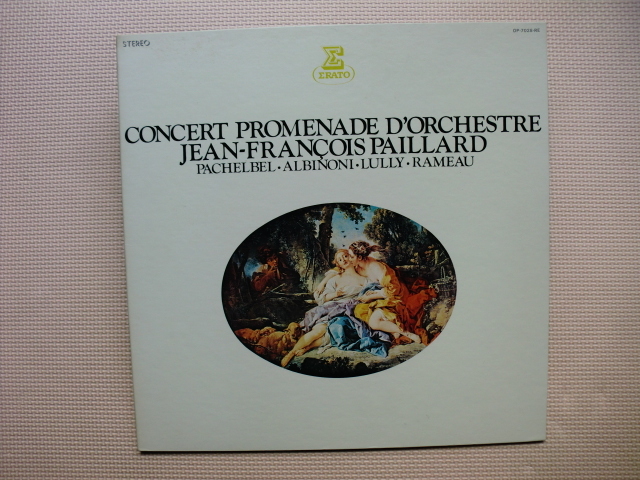 STEREO
ERATO
CONCERT PROMENADE D'ORCHESTRE
JEAN-FRANÇOIS PAILLARD
PACHELBEL·ALBINONI·LULLY·RAMEAU